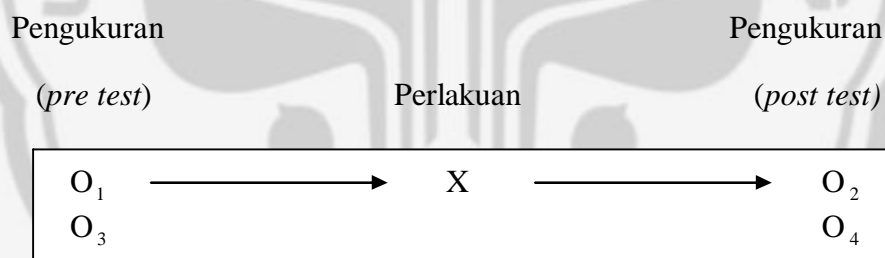 Pengukuran Pengukuran
(pre test) Perlakuan (post test)
O₁ X O₂
O₃ O₄